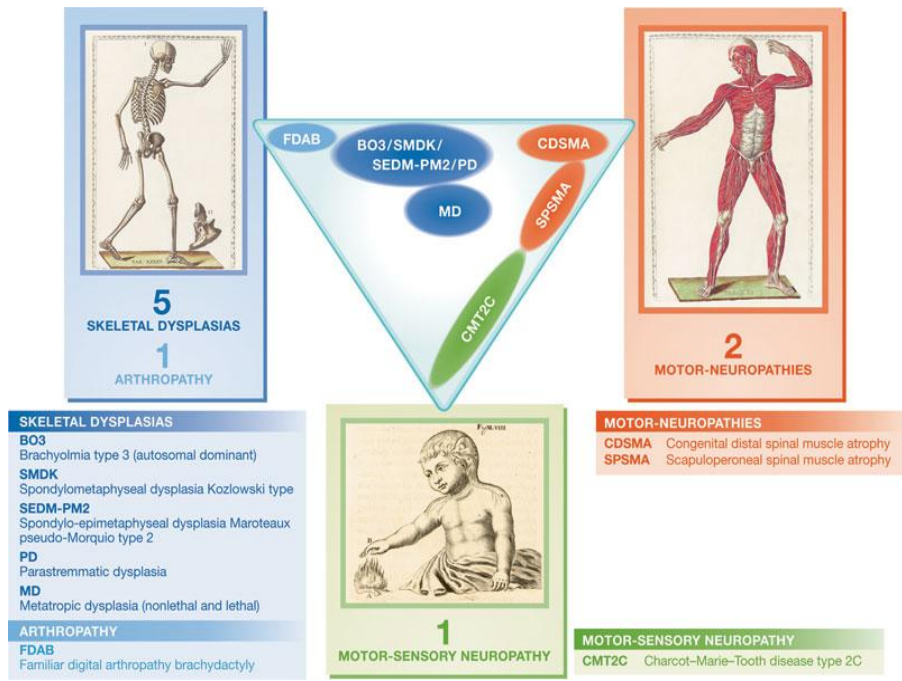 FDAB
BO3/SMDK/
SEDM-PM2/PD
MD
CDSMA
SPSMA
CMT2C
5
SKELETAL DYSPLASIAS
1
ARTHROPATHY
2
MOTOR-NEUROPATHIES
SKELETAL DYSPLASIAS
BO3
Brachyolmia type 3 (autosomal dominant)
SMDK
Spondylometaphyseal dysplasia Kozlowski type
SEDM-PM2
Spondylo-epimetaphyseal dysplasia Maroteaux
pseudo-Morquio type 2
PD
Parastremmatic dysplasia
MD
Metatropic dysplasia (nonlethal and lethal)
ARTHROPATHY
FDAB
Familiar digital arthropathy brachydactyly
1
MOTOR-SENSORY NEUROPATHY
MOTOR-NEUROPATHIES
CDSMA Congenital distal spinal muscle atrophy
SPSMA Scapuloperoneal spinal muscle atrophy
MOTOR-SENSORY NEUROPATHY
CMT2C Charcot–Marie–Tooth disease type 2C